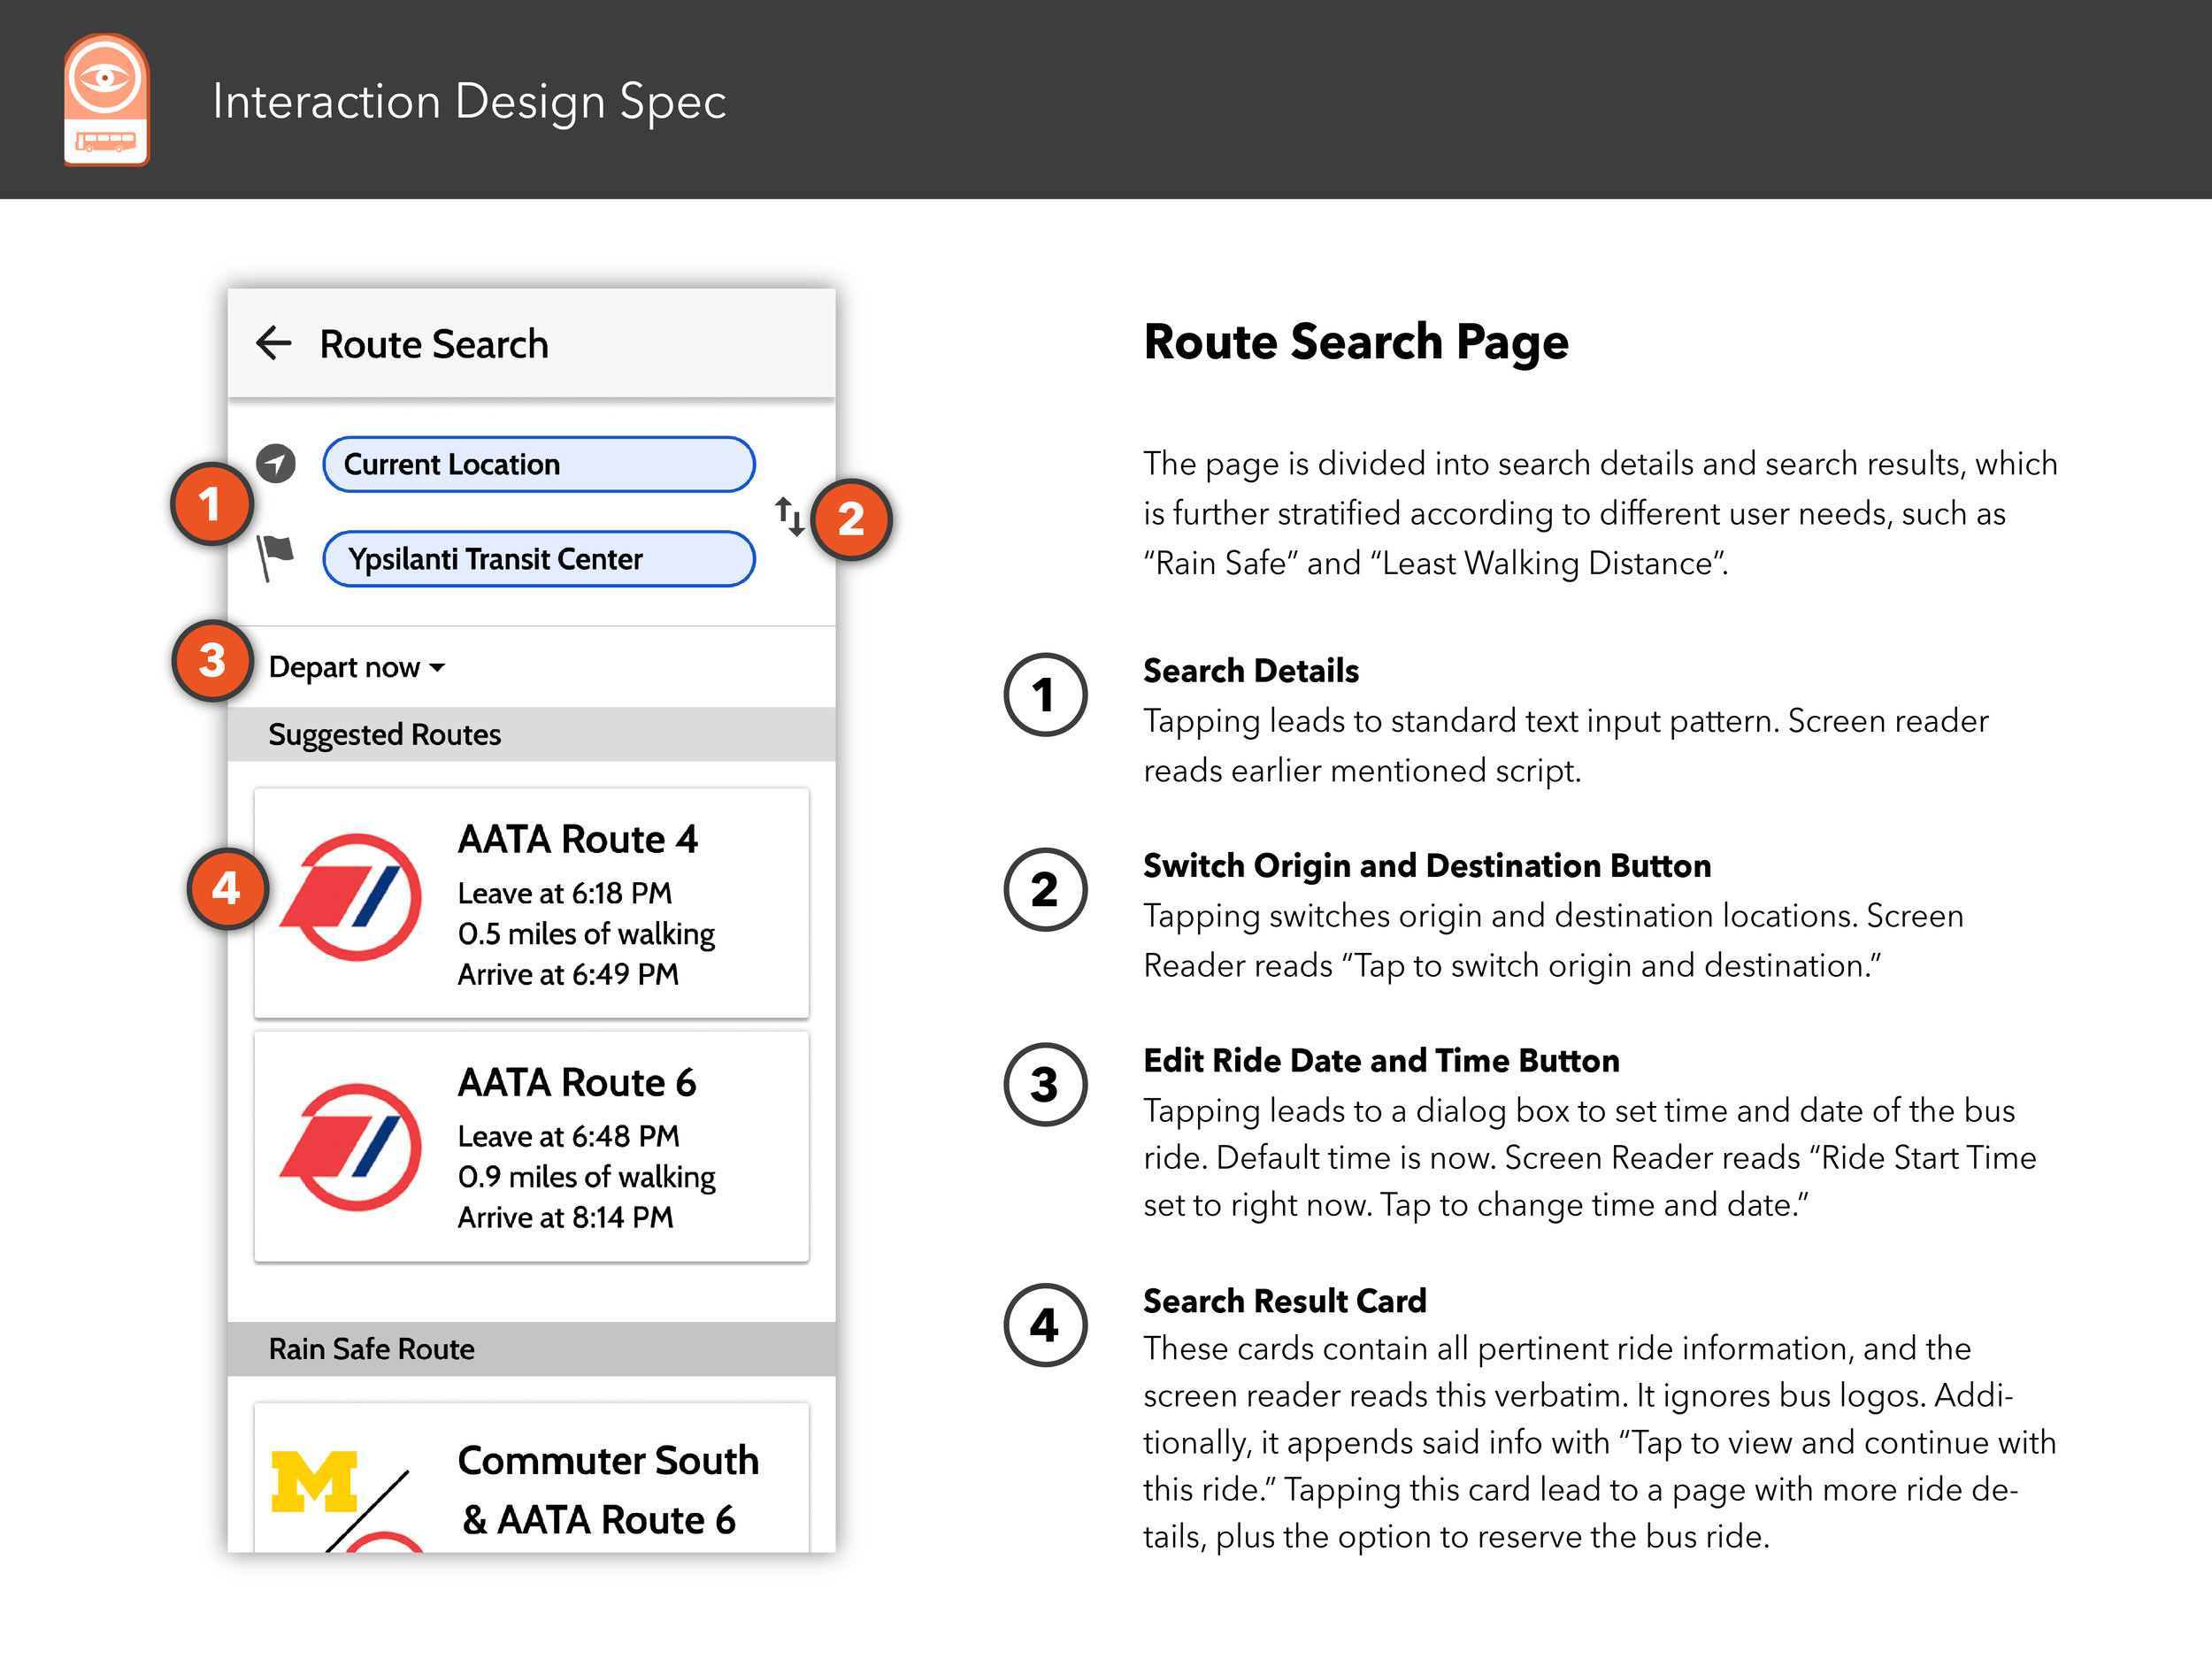 Interaction Design Spec
Route Search
1
Current Location
2
Ypsilanti Transit Center
3
Depart now
Suggested Routes
4
AATA Route 4
Leave at 6:18 PM
0.5 miles of walking
Arrive at 6:49 PM
AATA Route 6
Leave at 6:48 PM
0.9 miles of walking
Arrive at 8:14 PM
Rain Safe Route
M
Commuter South
& AATA Route 6
Route Search Page
The page is divided into search details and search results, which
is further stratified according to different user needs, such as
“Rain Safe” and “Least Walking Distance”.
1
Search Details
Tapping leads to standard text input pattern. Screen reader
reads earlier mentioned script.
2
Switch Origin and Destination Button
Tapping switches origin and destination locations. Screen
Reader reads “Tap to switch origin and destination.”
3
Edit Ride Date and Time Button
Tapping leads to a dialog box to set time and date of the bus
ride. Default time is now. Screen Reader reads “Ride Start Time
set to right now. Tap to change time and date.”
4
Search Result Card
These cards contain all pertinent ride information, and the
screen reader reads this verbatim. It ignores bus logos. Addi-
tionally, it appends said info with “Tap to view and continue with
this ride.” Tapping this card lead to a page with more ride de-
tails, plus the option to reserve the bus ride.